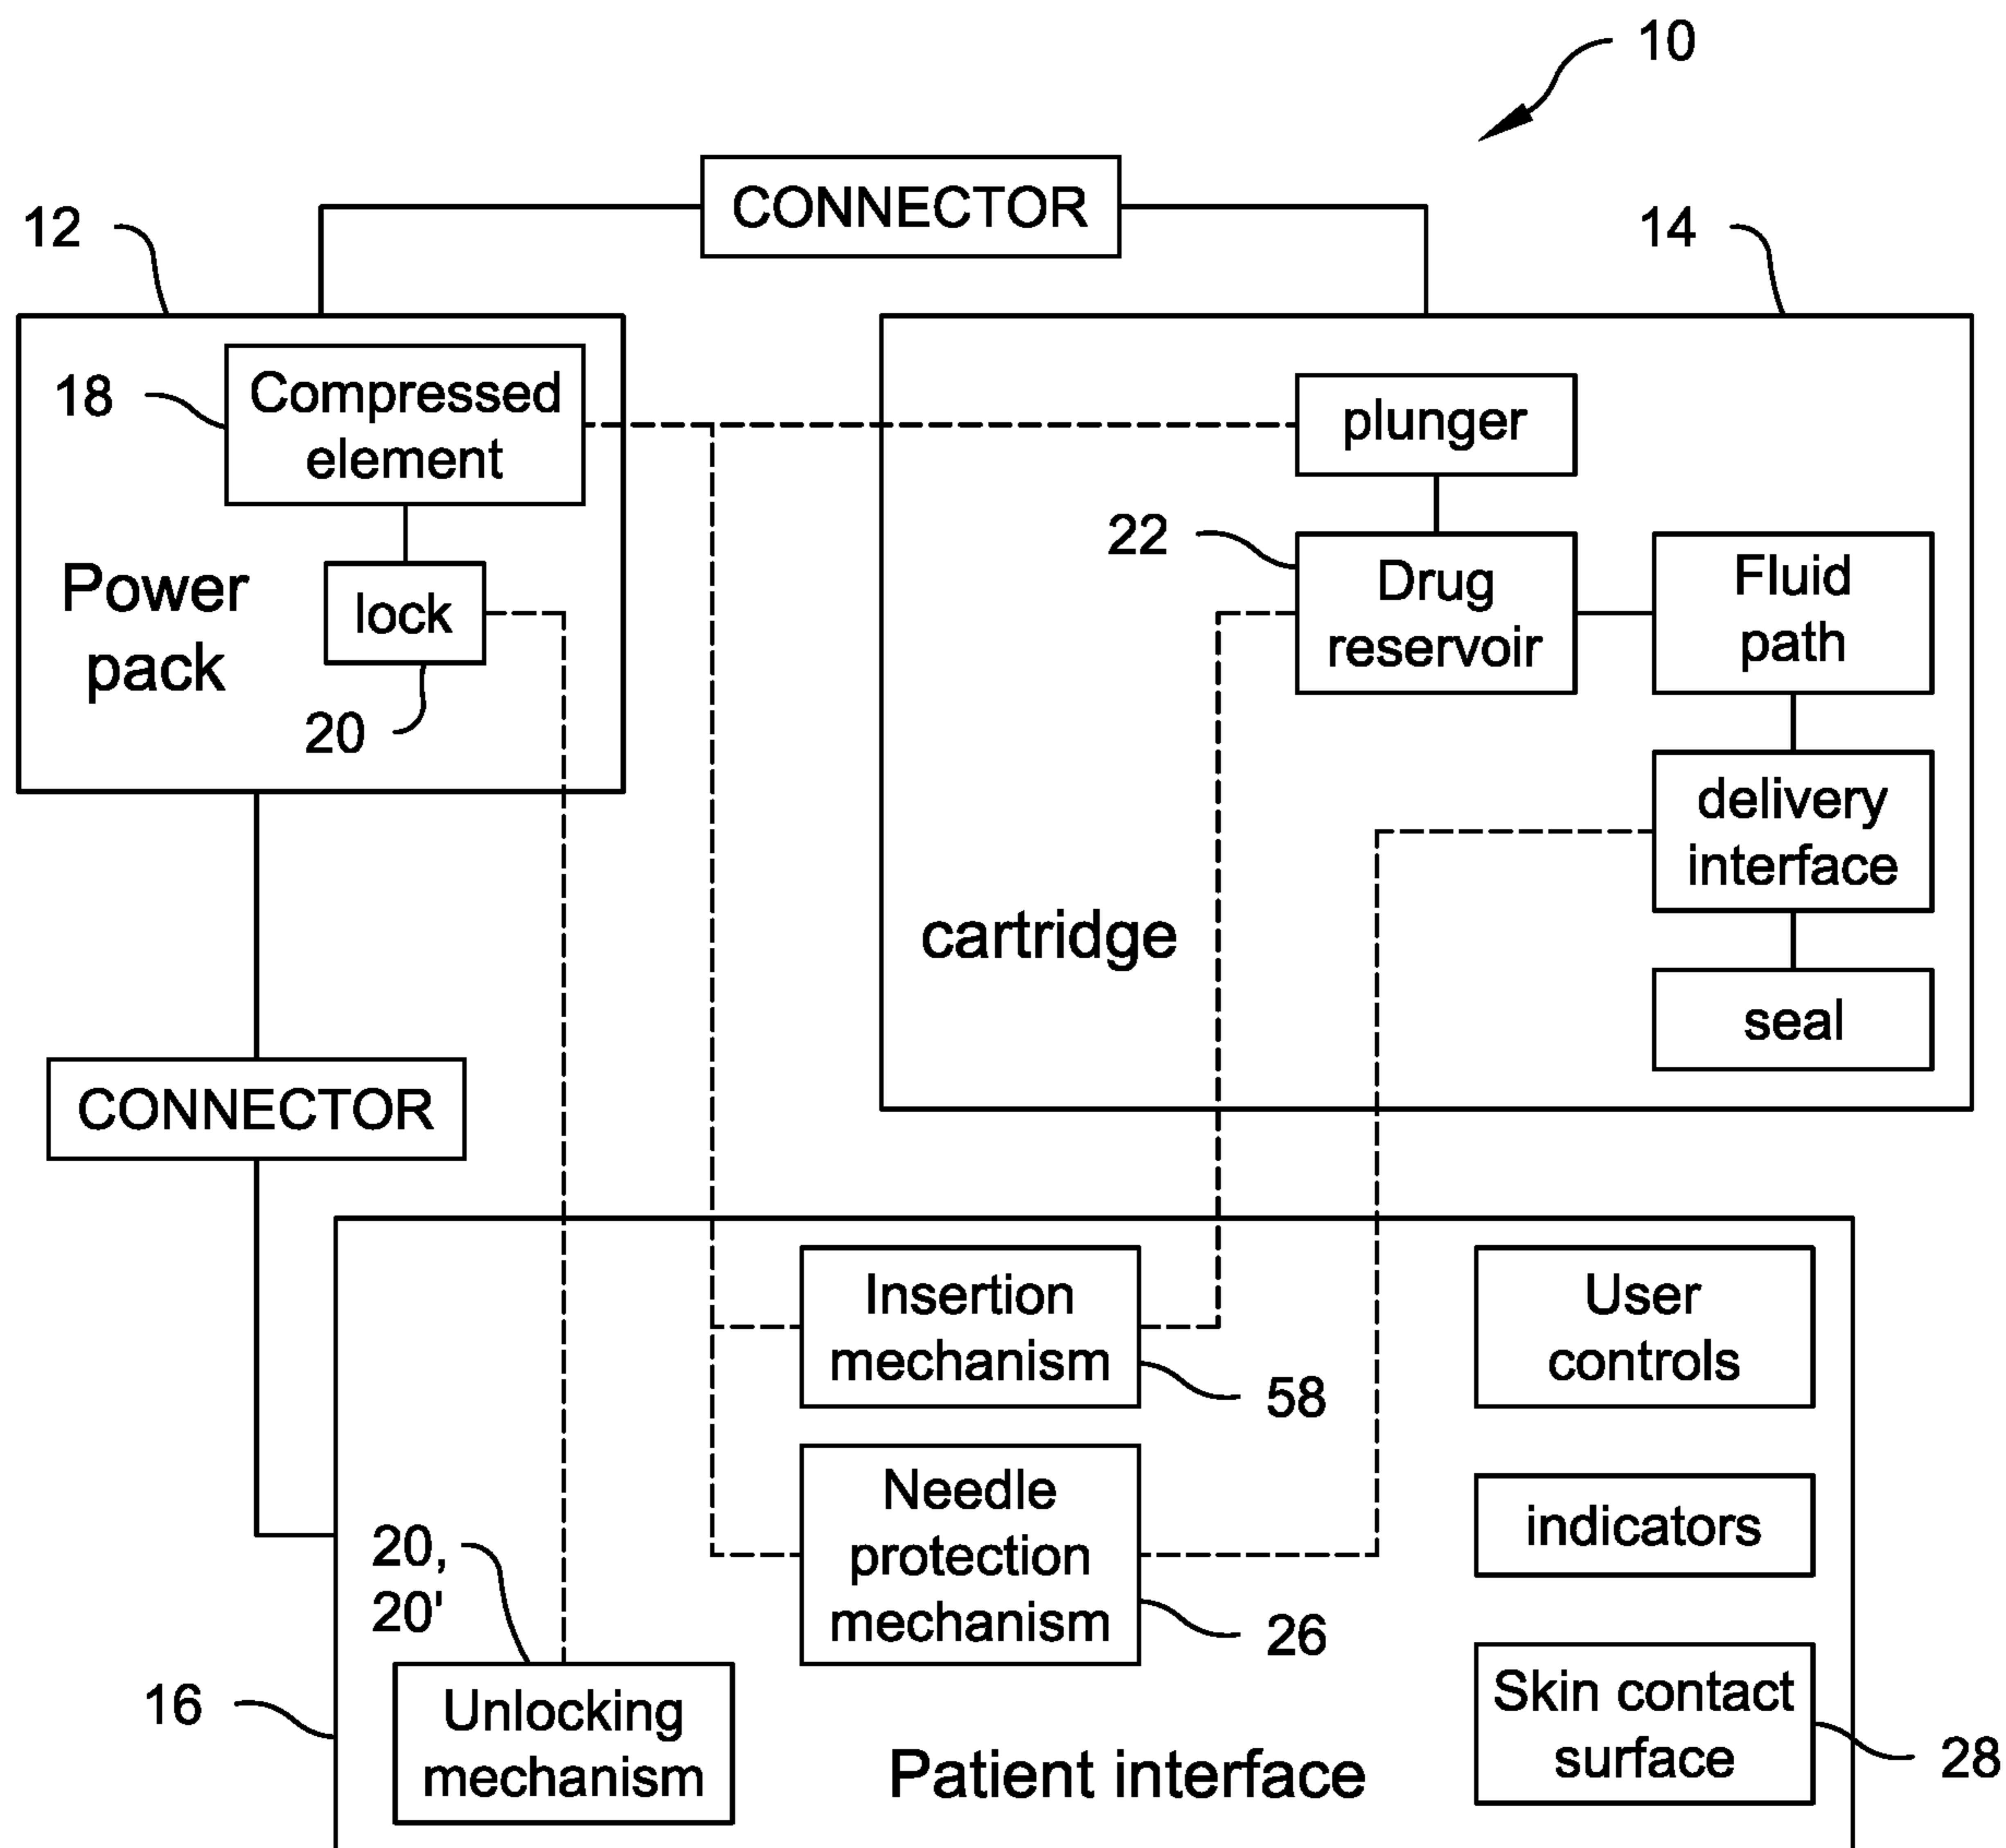 10
CONNECTOR
12
14
18
Compressed
element
plunger
22
Drug
reservoir
Fluid
path
Power
pack
lock
20
delivery
interface
cartridge
seal
CONNECTOR
Insertion
mechanism
58
User
controls
Needle
protection
mechanism
26
indicators
20,
20'
16
Unlocking
mechanism
Patient interface
Skin contact
surface
28